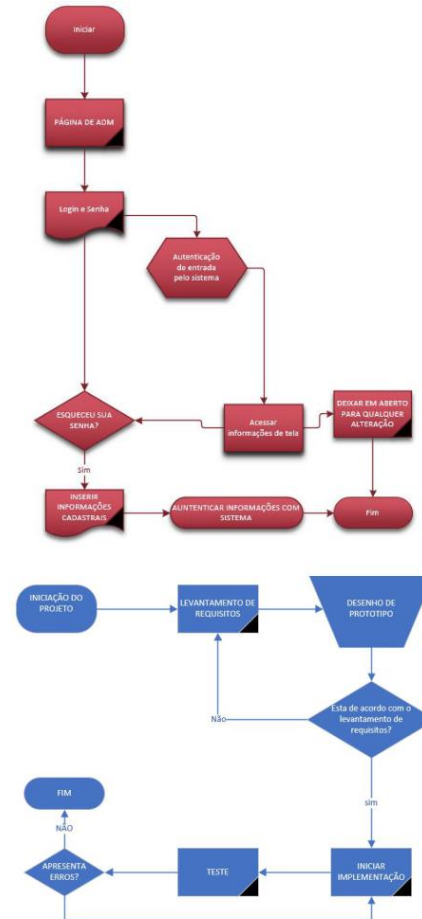 Iniciar
PÁGINA DE ADM
Login e Senha
Autenticação
de entrada
pelo sistema
ESQUECEU SUA
SENHA?
Acessar
informações de tela
DEIXAR EM ABERTO
PARA QUALQUER
ALTERAÇÃO
Sim
INSERIR
INFORMAÇÕES
CADASTRAIS
AUNTENTICAR INFORMAÇÕES COM
SISTEMA
Fim
INICIAÇÃO DO
PROJETO
LEVANTAMENTO DE
REQUISITOS
DESENHO DE
PROTOTIPO
Esta de acordo com o
levantamento de
requisitos?
Não
sim
FIM
NÃO
APRESENTA
ERROS?
TESTE
INICIAR
IMPLEMENTAÇÃO